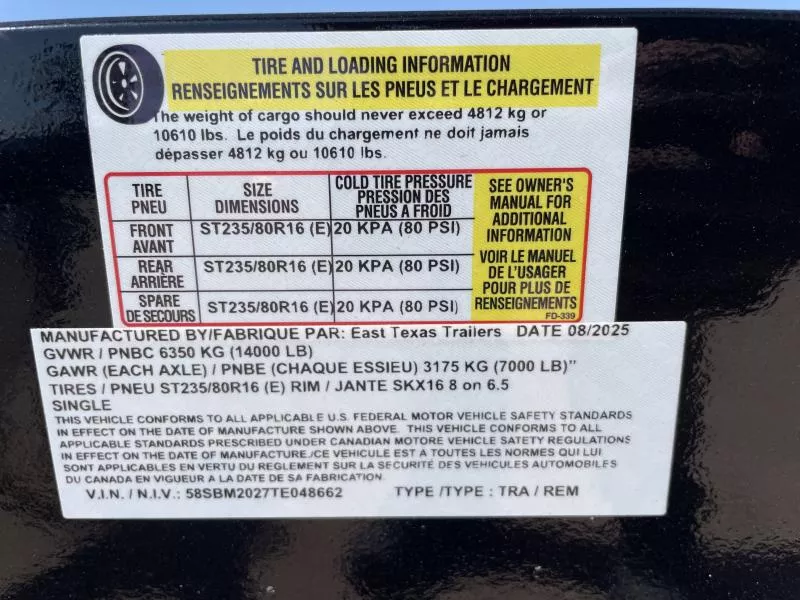 TIRE AND LOADING INFORMATION
RENSEIGNEMENTS SUR LES PNEUS ET LE CHARGEMENT
The weight of cargo should never exceed 4812 kg or
10610 lbs. Le poids du chargement ne doit jamais
dépasser 4812 kg ou 10610 lbs.
TIRE PNEU
SIZE DIMENSIONS
COLD TIRE PRESSURE PRESSION DES PNEUS A FROID
SEE OWNER'S
MANUAL FOR
ADDITIONAL
INFORMATION
VOIR LE MANUEL
DE L'USAGER
POUR PLUS DE
RENSEIGNEMENTS
FD-339
FRONT AVANT ST235/80R16 (E) 20 KPA (80 PSI)
REAR ARRIÈRE ST235/80R16 (E) 20 KPA (80 PSI)
SPARE DE SECOURS ST235/80R16 (E) 20 KPA (80 PSI)
MANUFACTURED BY/FABRIQUE PAR: East Texas Trailers DATE 08/2025
GVWR / PNBC 6350 KG (14000 LB)
GAWR (EACH AXLE) / PNBE (CHAQUE ESSIEU) 3175 KG (7000 LB)"
TIRES / PNEU ST235/80R16 (E) RIM / JANTE SKX16 8 on 6.5
SINGLE
THIS VEHICLE CONFORMS TO ALL APPLICABLE U.S. FEDERAL MOTOR VEHICLE SAFETY STANDARDS
IN EFFECT ON THE DATE OF MANUFACTURE SHOWN ABOVE. THIS VEHICLE CONFORMS TO ALL
APPLICABLE STANDARDS PRESCRIBED UNDER CANADIAN MOTORE VEHICLE SATETY REGULATIONS
IN EFFECT ON THE DATE OF MANUFACTURE./CE VEHICULE EST A TOUTES LES NORMES QUI LUI
SONT APPLICABLES EN VERTU DU REGLEMENT SUR LA SECURITE DES VEHICULES AUTOMOBILES
DU CANADA EN VIGUEUR A LA DATE DE SA FABRICATION.
V.I.N. / N.I.V.: 58SBM2027TE048662 TYPE /TYPE : TRA / REM